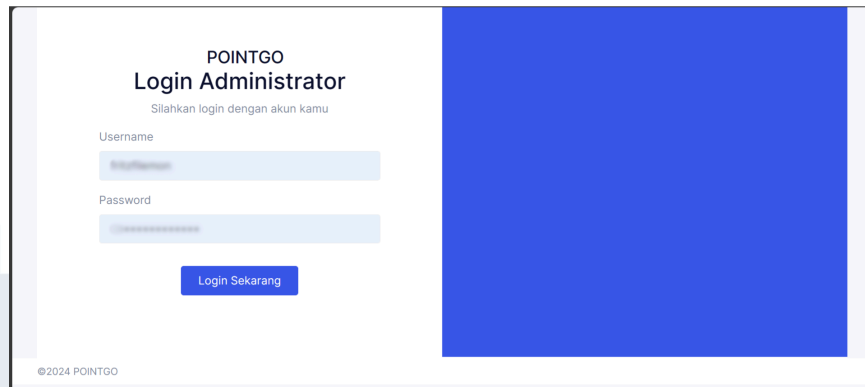 POINTGO
Login Administrator
Silahkan login dengan akun kamu
Username
Password
Login Sekarang
©2024 POINTGO